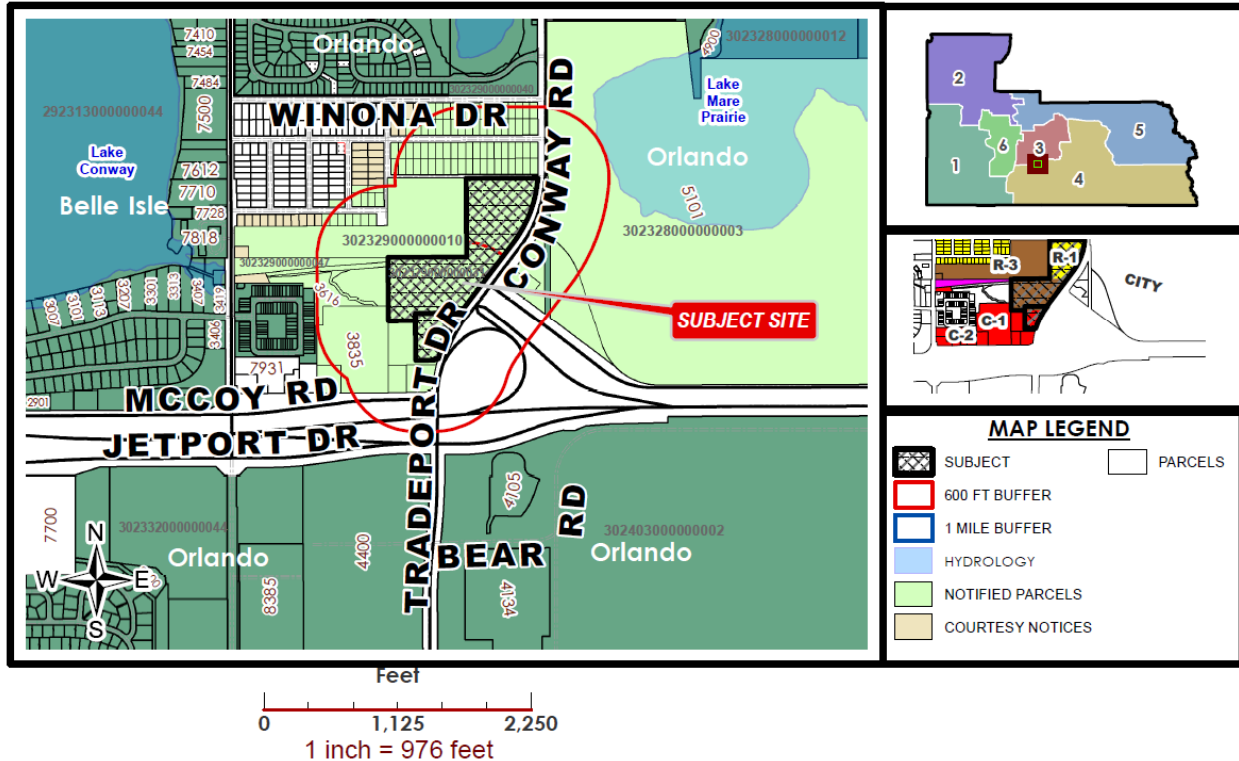 7410
7454
7484
7500
7612
7710
7728
7818
Orlando
4900
302328000000012
302329000000040
WINONA DR
CONWAY RD
Lake
Mare
Prairie
Orlando
5101
302328000000003
292313000000044
Lake
Conway
Belle Isle
302329000000010
302329000000047
3616
3835
7931
3007
3101
3113
3207
3301
3313
3407
3419
3406
2901
SUBJECT SITE
MCCOY RD
JETPORT DR
TRADEPORT DR
7700
302332000000044
Orlando
8385
4400
4105
BEAR RD
302403000000002
Orlando
4134
N
W E
S
2
1
6
3
5
4
R-3
R-1
CITY
C-1
C-2
MAP LEGEND
SUBJECT
PARCELS
600 FT BUFFER
1 MILE BUFFER
HYDROLOGY
NOTIFIED PARCELS
COURTESY NOTICES
Feet
0 1,125 2,250
1 inch = 976 feet